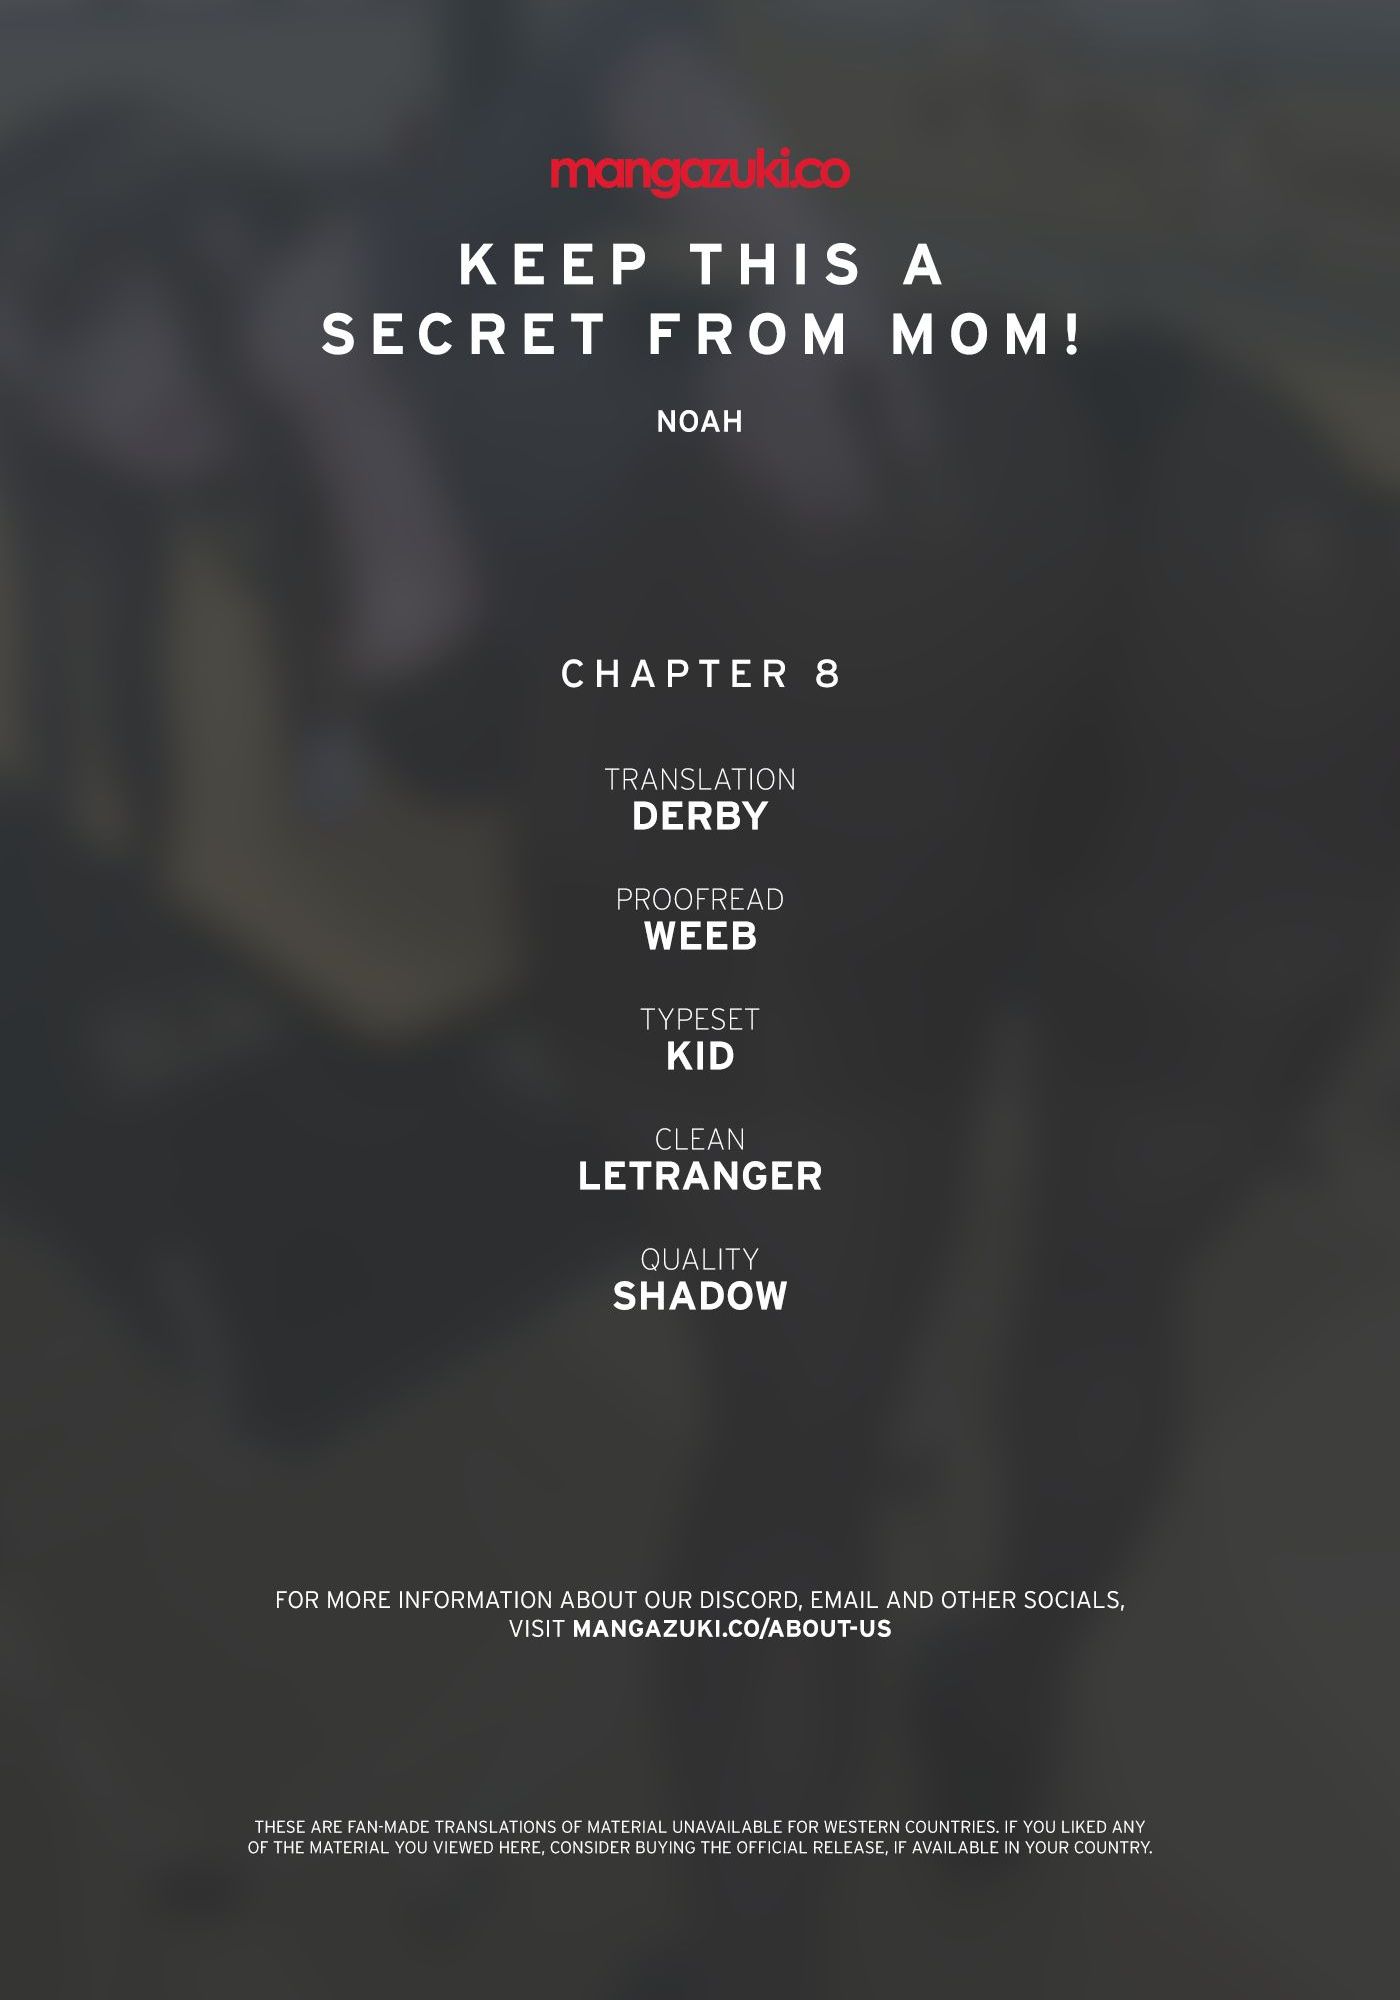 mangazuki.co
KEEP THIS A
SECRET FROM MOM!
NOAH
CHAPTER 8
TRANSLATION
DERBY
PROOFREAD
WEEB
TYPESET
KID
CLEAN
LETRANGER
QUALITY
SHADOW
FOR MORE INFORMATION ABOUT OUR DISCORD, EMAIL AND OTHER SOCIALS,
VISIT MANGAZUKI.CO/ABOUT-US
THESE ARE FAN-MADE TRANSLATIONS OF MATERIAL UNAVAILABLE FOR WESTERN COUNTRIES. IF YOU LIKED ANY
OF THE MATERIAL YOU VIEWED HERE, CONSIDER BUYING THE OFFICIAL RELEASE, IF AVAILABLE IN YOUR COUNTRY.